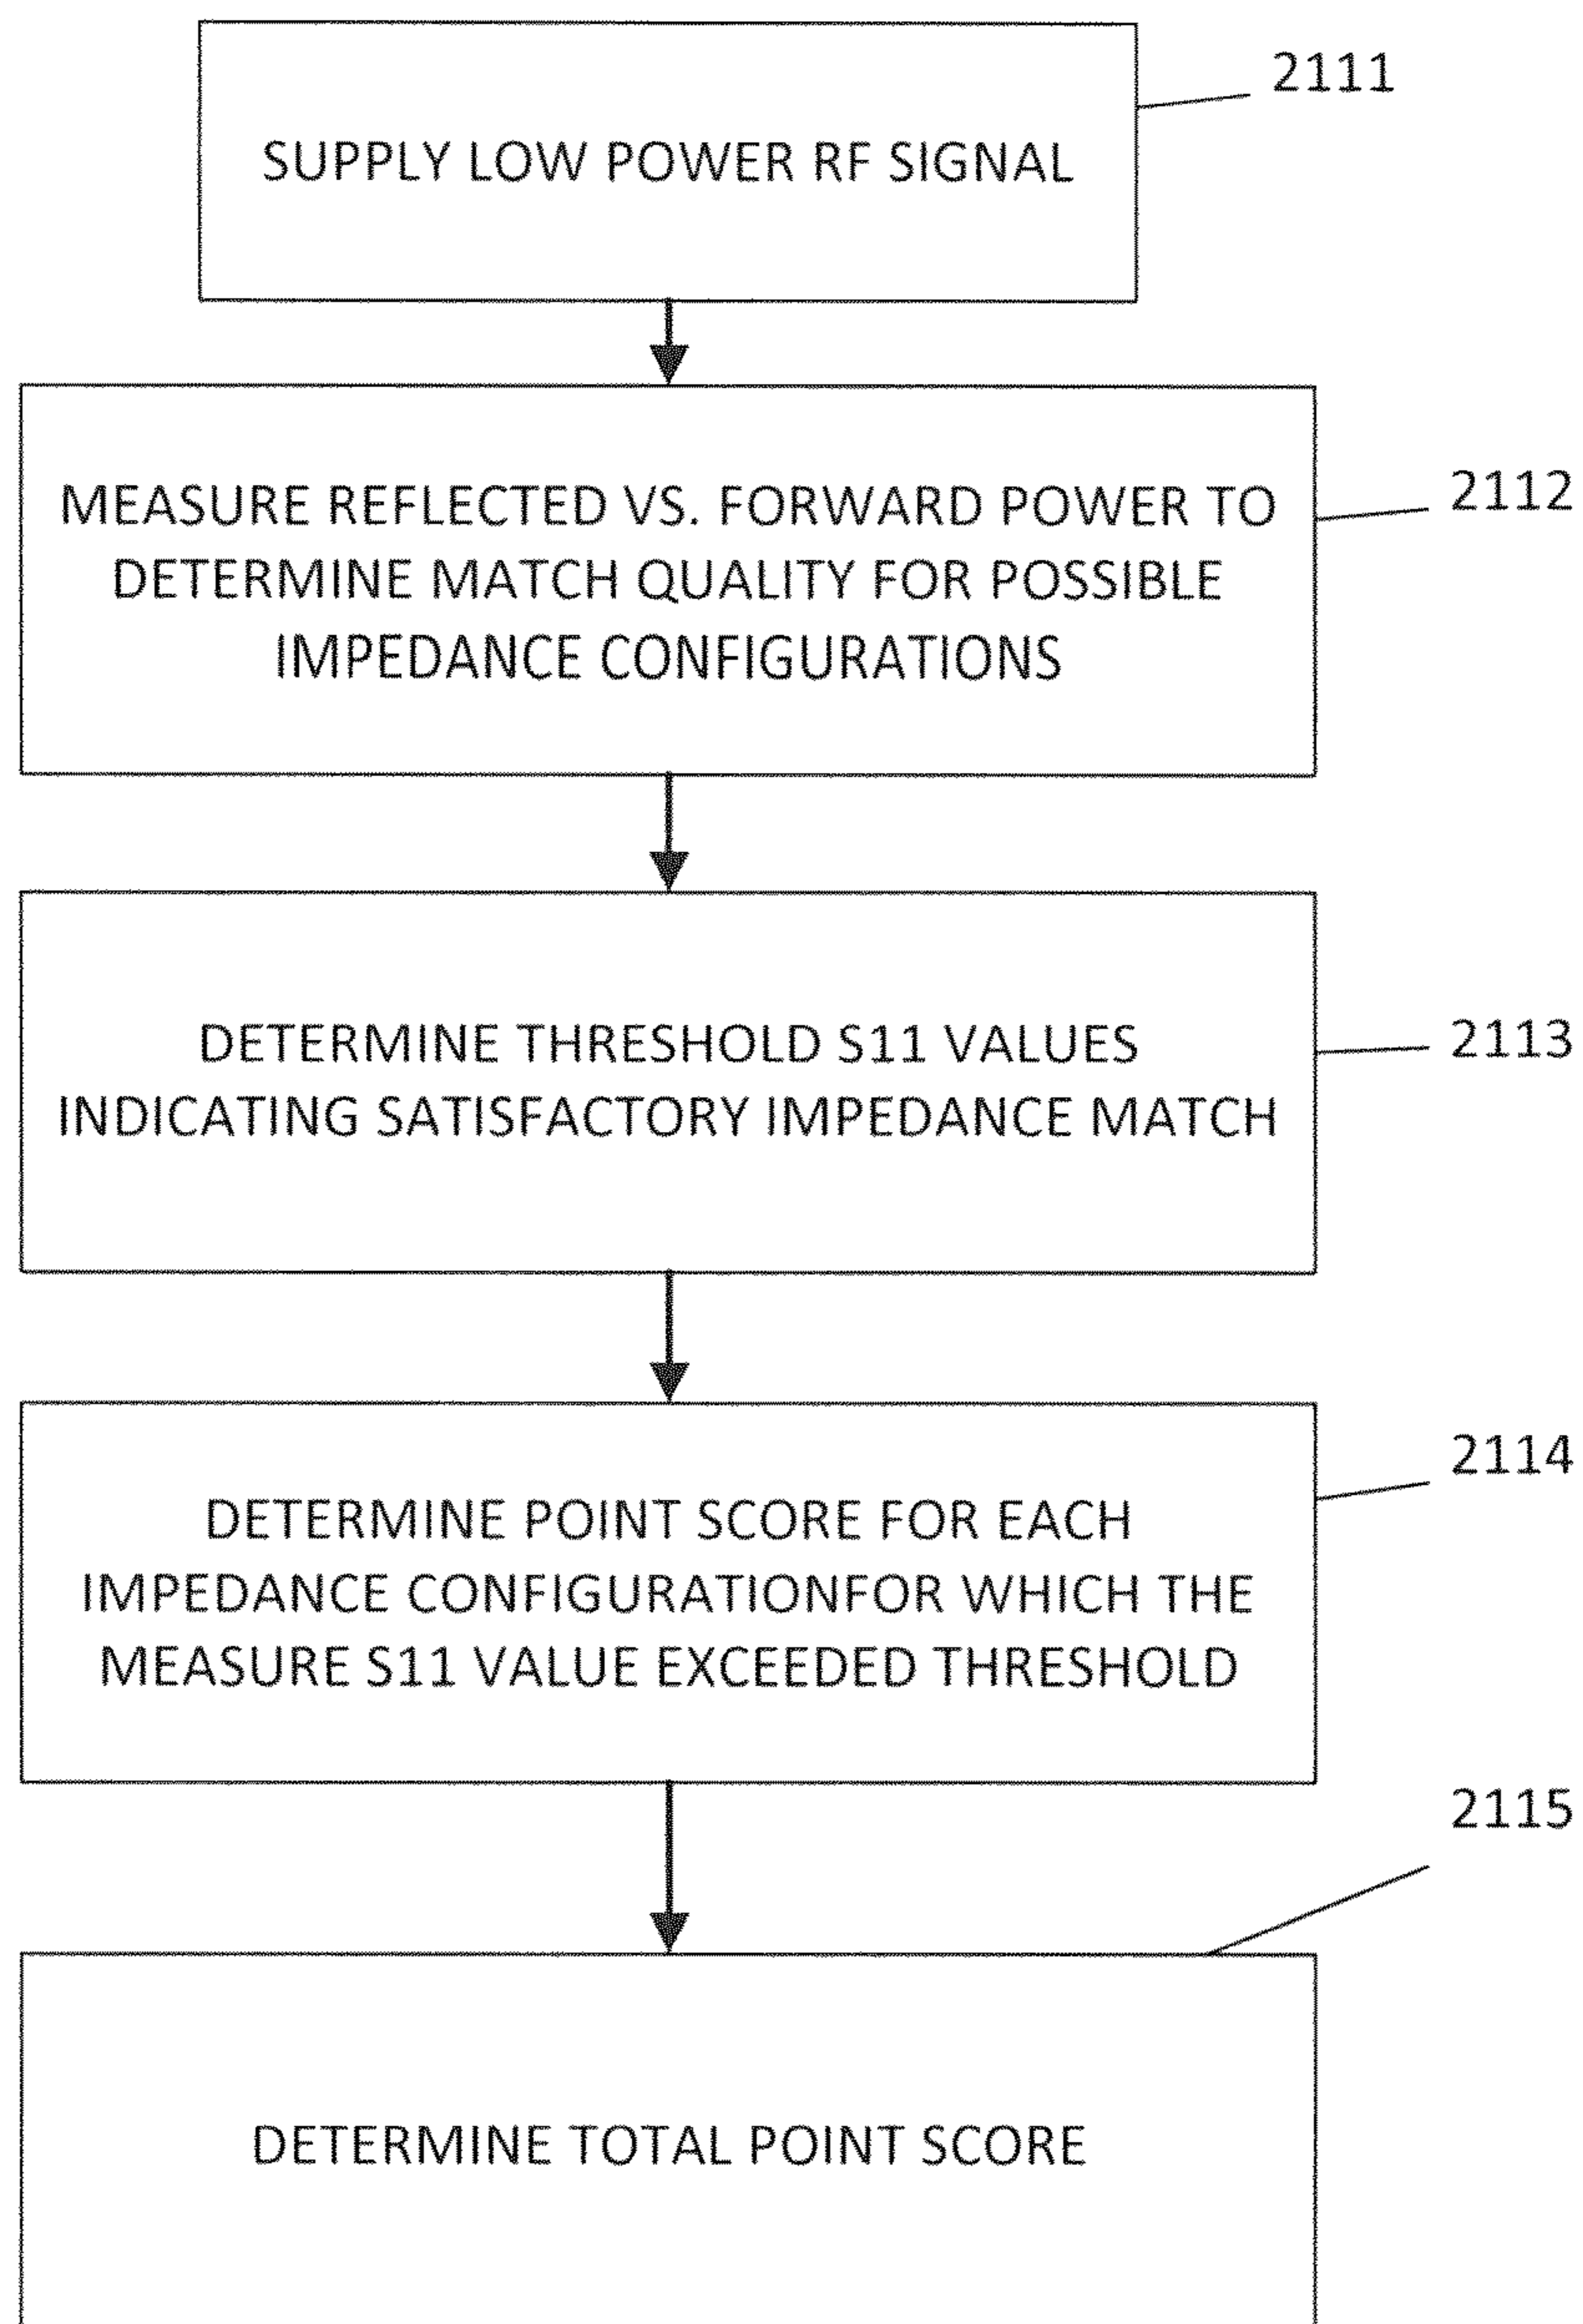 2111
SUPPLY LOW POWER RF SIGNAL
2112
MEASURE REFLECTED VS. FORWARD POWER TO
DETERMINE MATCH QUALITY FOR POSSIBLE
IMPEDANCE CONFIGURATIONS
2113
DETERMINE THRESHOLD S11 VALUES
INDICATING SATISFACTORY IMPEDANCE MATCH
2114
DETERMINE POINT SCORE FOR EACH
IMPEDANCE CONFIGURATIONFOR WHICH THE
MEASURE S11 VALUE EXCEEDED THRESHOLD
2115
DETERMINE TOTAL POINT SCORE